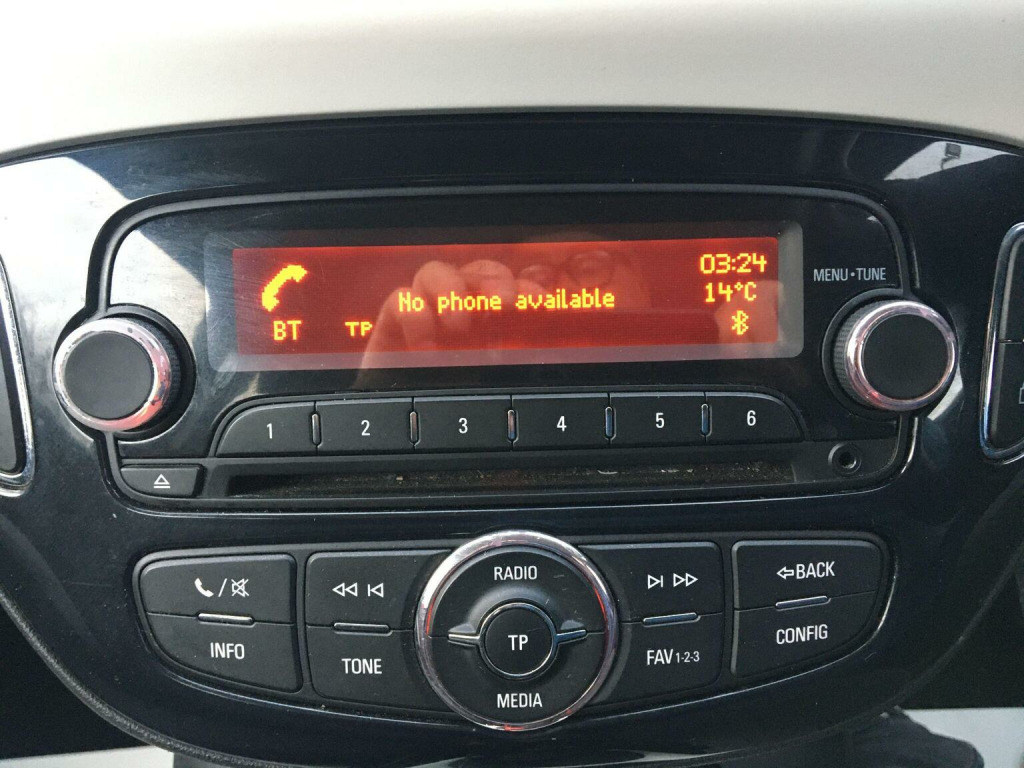 03:24
MENU•TUNE
No phone available
14°C
BT TP
1 2 3 4 5 6
RADIO
BACK
TP
INFO
TONE
FAV 1-2-3
CONFIG
MEDIA